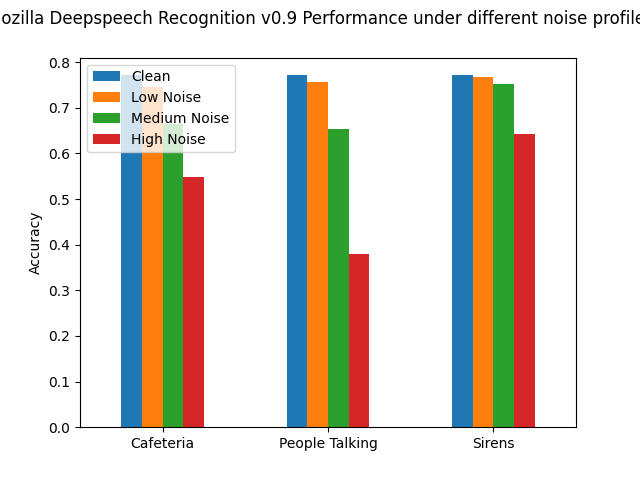 ozilla Deepspeech Recognition v0.9 Performance under different noise profile
0.8
0.7
0.6
0.5
0.4
0.3
0.2
0.1
0.0
Accuracy
Clean
Low Noise
Medium Noise
High Noise
Cafeteria
People Talking
Sirens